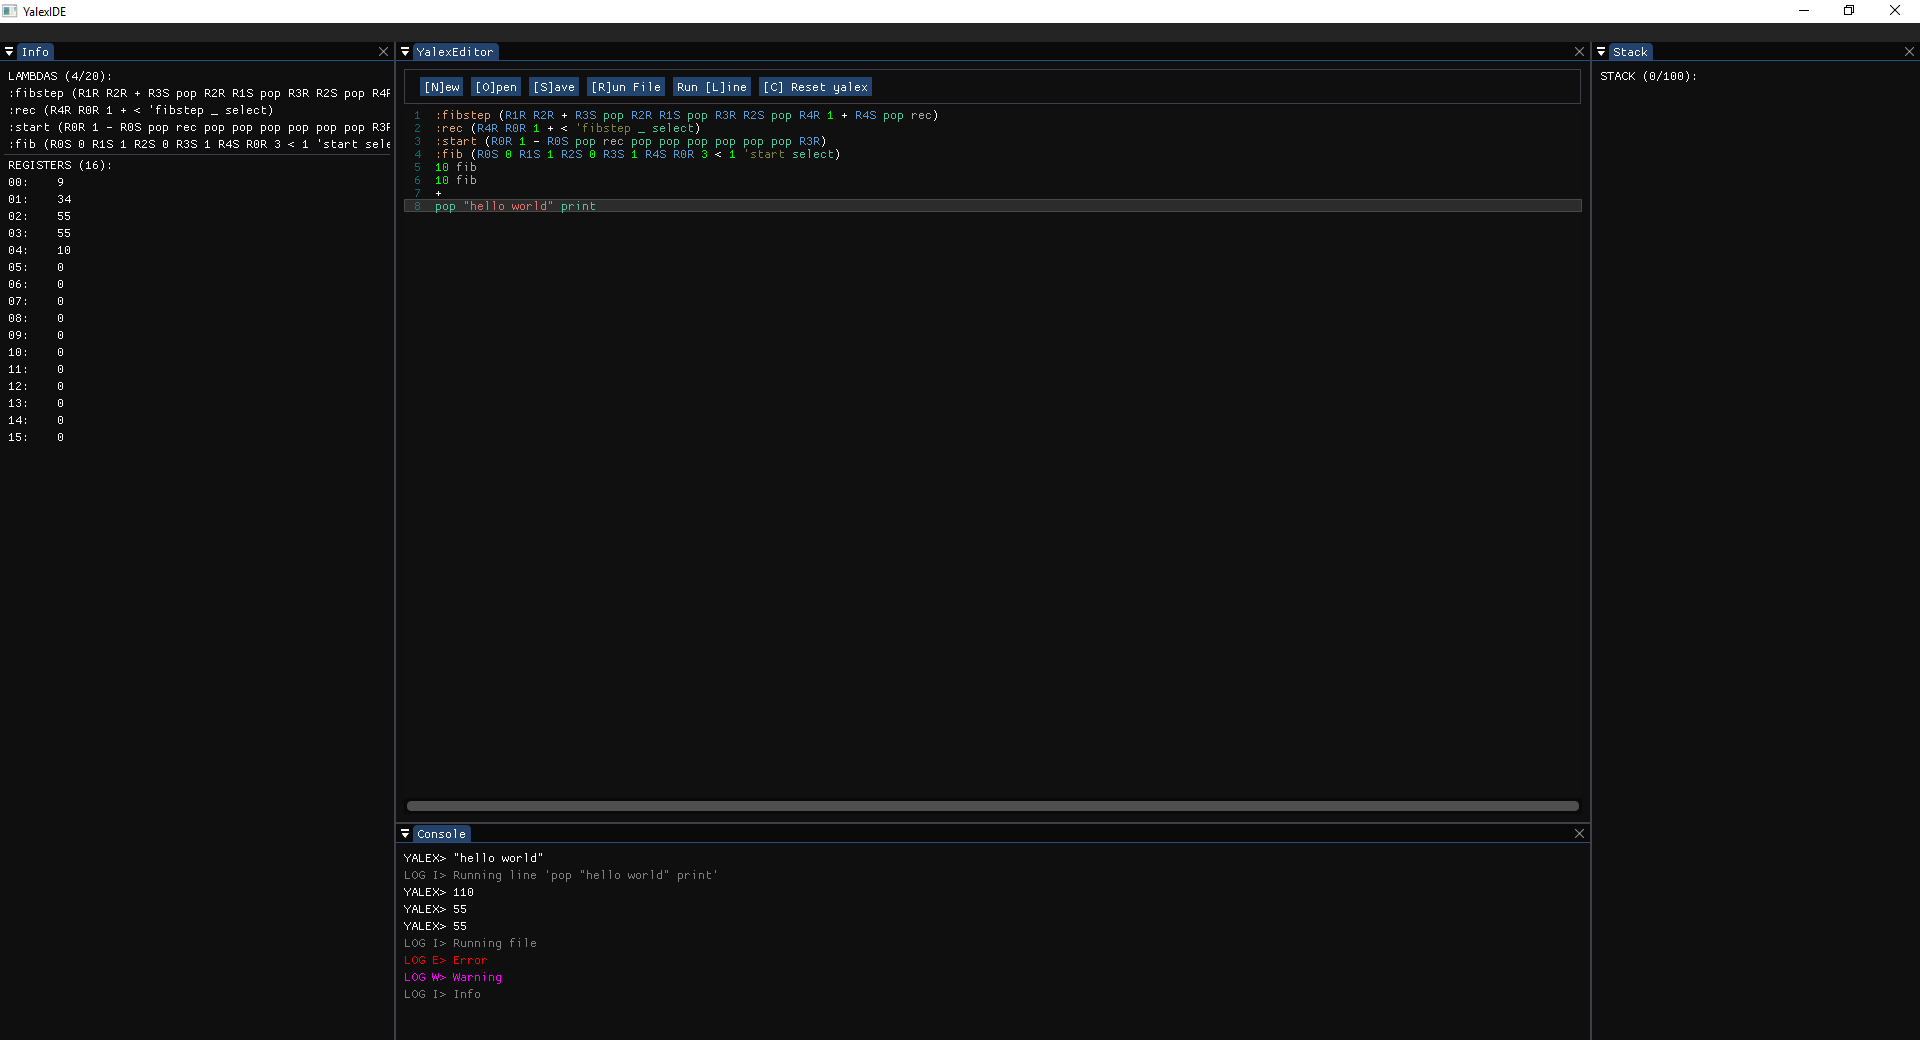 YalexIDE
Info
LAMBDAS (4/20):
:fibstep (R1R R2R + R3S pop R2R R1S pop R3R R2S pop R4R
:rec (R4R R0R 1 + < 'fibstep _ select)
:start (R0R 1 - R0S pop rec pop pop pop pop pop pop R3R
:fib (R0S 0 R1S 1 R2S 0 R3S 1 R4S R0R 3 < 1 'start sele
REGISTERS (16):
00: 9
01: 34
02: 55
03: 55
04: 10
05: 0
06: 0
07: 0
08: 0
09: 0
10: 0
11: 0
12: 0
13: 0
14: 0
15: 0
YalexEditor
[N]ew [O]pen [S]ave [R]un File Run [L]ine [C] Reset yalex
1 :fibstep (R1R R2R + R3S pop R2R R1S pop R3R R2S pop R4R 1 + R4S pop rec)
2 :rec (R4R R0R 1 + < 'fibstep _ select)
3 :start (R0R 1 - R0S pop rec pop pop pop pop pop pop R3R)
4 :fib (R0S 0 R1S 1 R2S 0 R3S 1 R4S R0R 3 < 1 'start select)
5 10 fib
6 10 fib
7 +
8 pop "hello world" print
Console
YALEX> "hello world"
LOG I> Running line 'pop "hello world" print'
YALEX> 110
YALEX> 55
YALEX> 55
LOG I> Running file
LOG E> Error
LOG W> Warning
LOG I> Info
Stack
STACK (0/100):